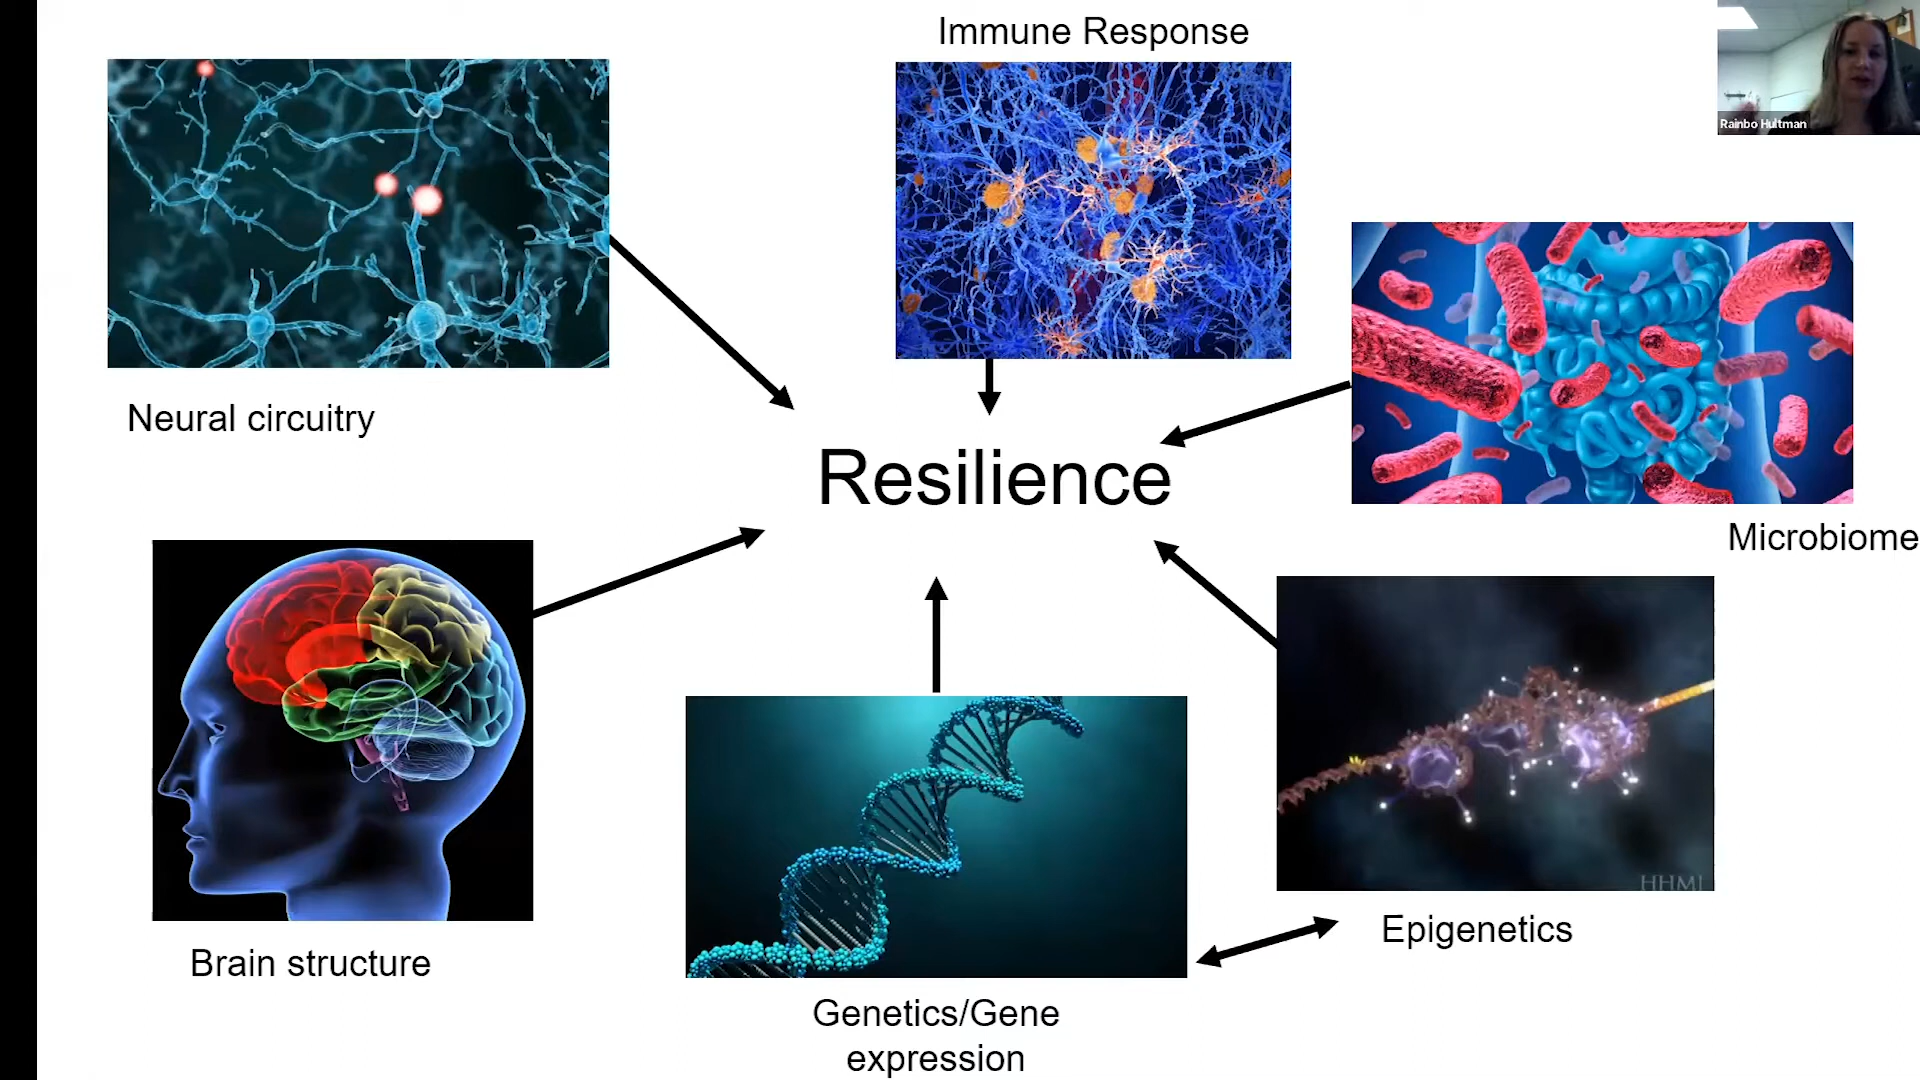 Immune Response
Rainbo Hultman
Neural circuitry
Resilience
Microbiome
Brain structure
HHMI
Epigenetics
Genetics/Gene
expression